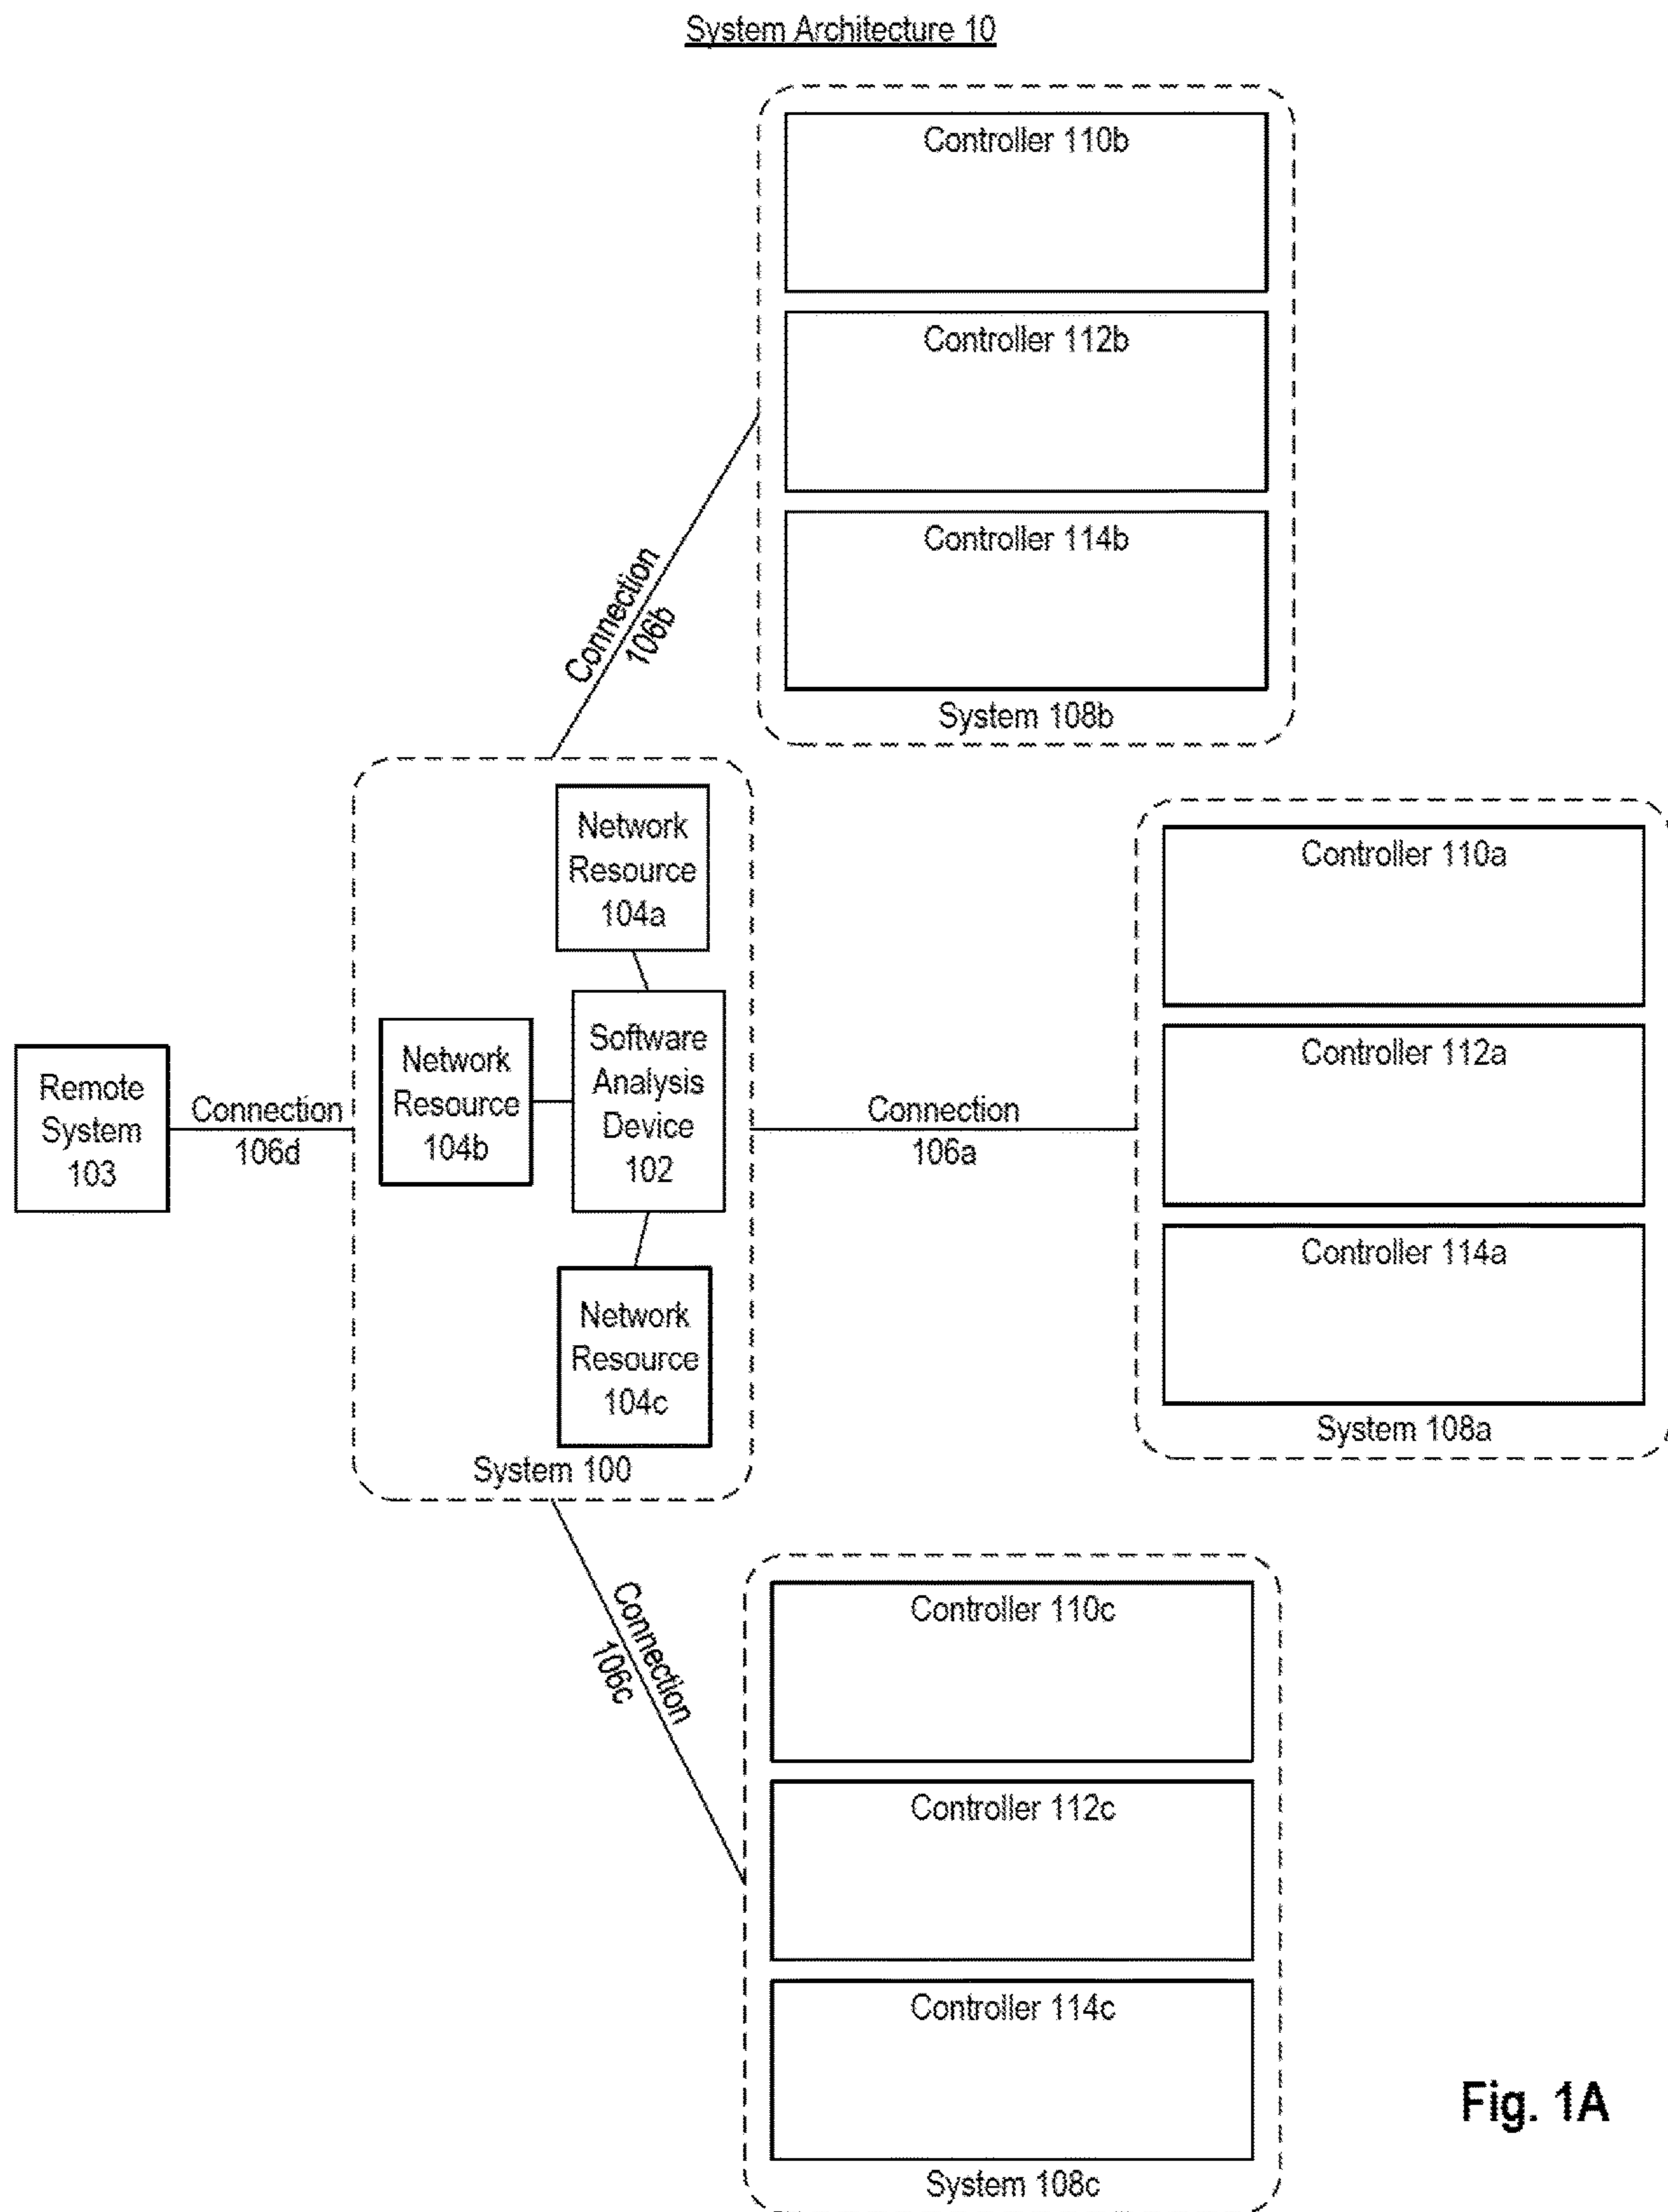 System Architecture 10
Controller 110b
Controller 112b
Controller 114b
System 108b
Connection
106b
Network
Resource
104a
Network
Resource
104b
Software
Analysis
Device
102
Network
Resource
104c
System 100
Remote
System
103
Connection
106d
Connection
106a
Controller 110a
Controller 112a
Controller 114a
System 108a
Connection
106c
Controller 110c
Controller 112c
Controller 114c
System 108c
Fig. 1A